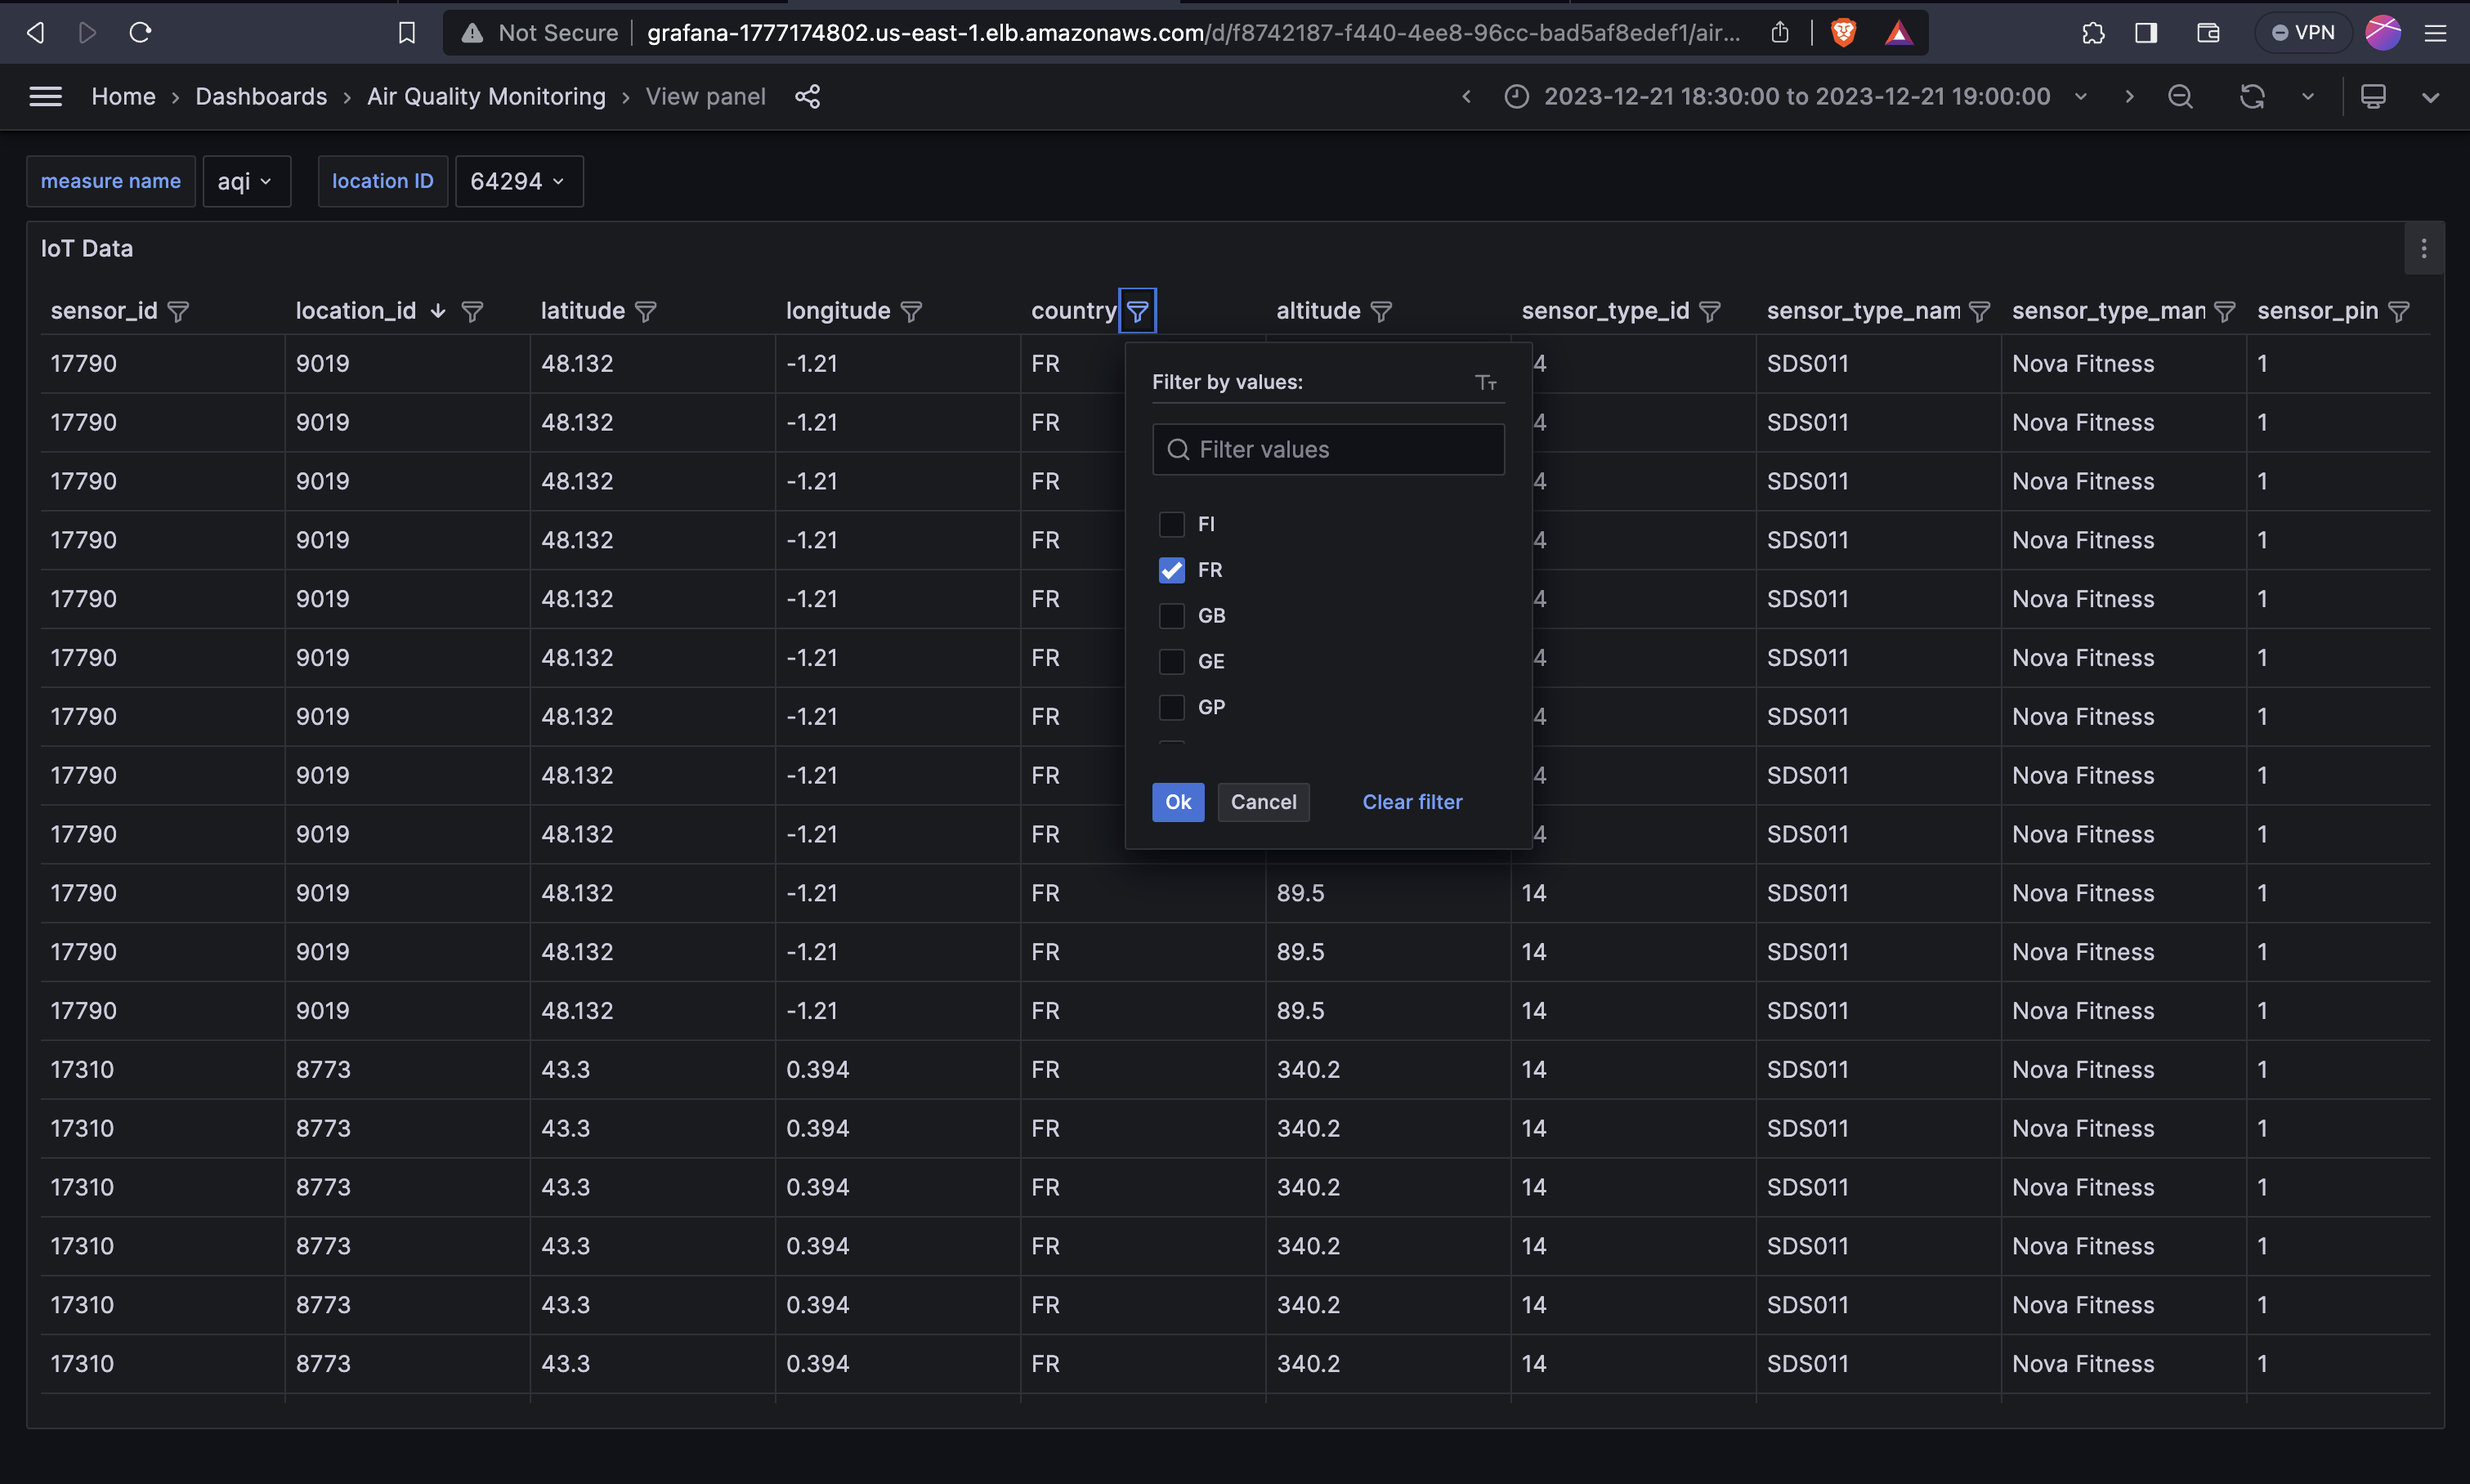 Not Secure grafana-1777174802.us-east-1.elb.amazonaws.com/d/f8742187-f440-4ee8-96cc-bad5af8edef1/air... VPN
Home › Dashboards › Air Quality Monitoring › View panel 2023-12-21 18:30:00 to 2023-12-21 19:00:00
measure name aqi location ID 64294
IoT Data
sensor_id location_id latitude longitude country altitude sensor_type_id sensor_type_nam sensor_type_man sensor_pin
17790 9019 48.132 -1.21 FR 4 SDS011 Nova Fitness 1
17790 9019 48.132 -1.21 FR 4 SDS011 Nova Fitness 1
17790 9019 48.132 -1.21 FR 4 SDS011 Nova Fitness 1
17790 9019 48.132 -1.21 FR 4 SDS011 Nova Fitness 1
17790 9019 48.132 -1.21 FR 4 SDS011 Nova Fitness 1
17790 9019 48.132 -1.21 FR 4 SDS011 Nova Fitness 1
17790 9019 48.132 -1.21 FR 4 SDS011 Nova Fitness 1
17790 9019 48.132 -1.21 FR 4 SDS011 Nova Fitness 1
17790 9019 48.132 -1.21 FR 4 SDS011 Nova Fitness 1
17790 9019 48.132 -1.21 FR 89.5 14 SDS011 Nova Fitness 1
17790 9019 48.132 -1.21 FR 89.5 14 SDS011 Nova Fitness 1
17790 9019 48.132 -1.21 FR 89.5 14 SDS011 Nova Fitness 1
17310 8773 43.3 0.394 FR 340.2 14 SDS011 Nova Fitness 1
17310 8773 43.3 0.394 FR 340.2 14 SDS011 Nova Fitness 1
17310 8773 43.3 0.394 FR 340.2 14 SDS011 Nova Fitness 1
17310 8773 43.3 0.394 FR 340.2 14 SDS011 Nova Fitness 1
17310 8773 43.3 0.394 FR 340.2 14 SDS011 Nova Fitness 1
17310 8773 43.3 0.394 FR 340.2 14 SDS011 Nova Fitness 1
Filter by values: Tт
Filter values
FI
FR
GB
GE
GP
Ok Cancel Clear filter